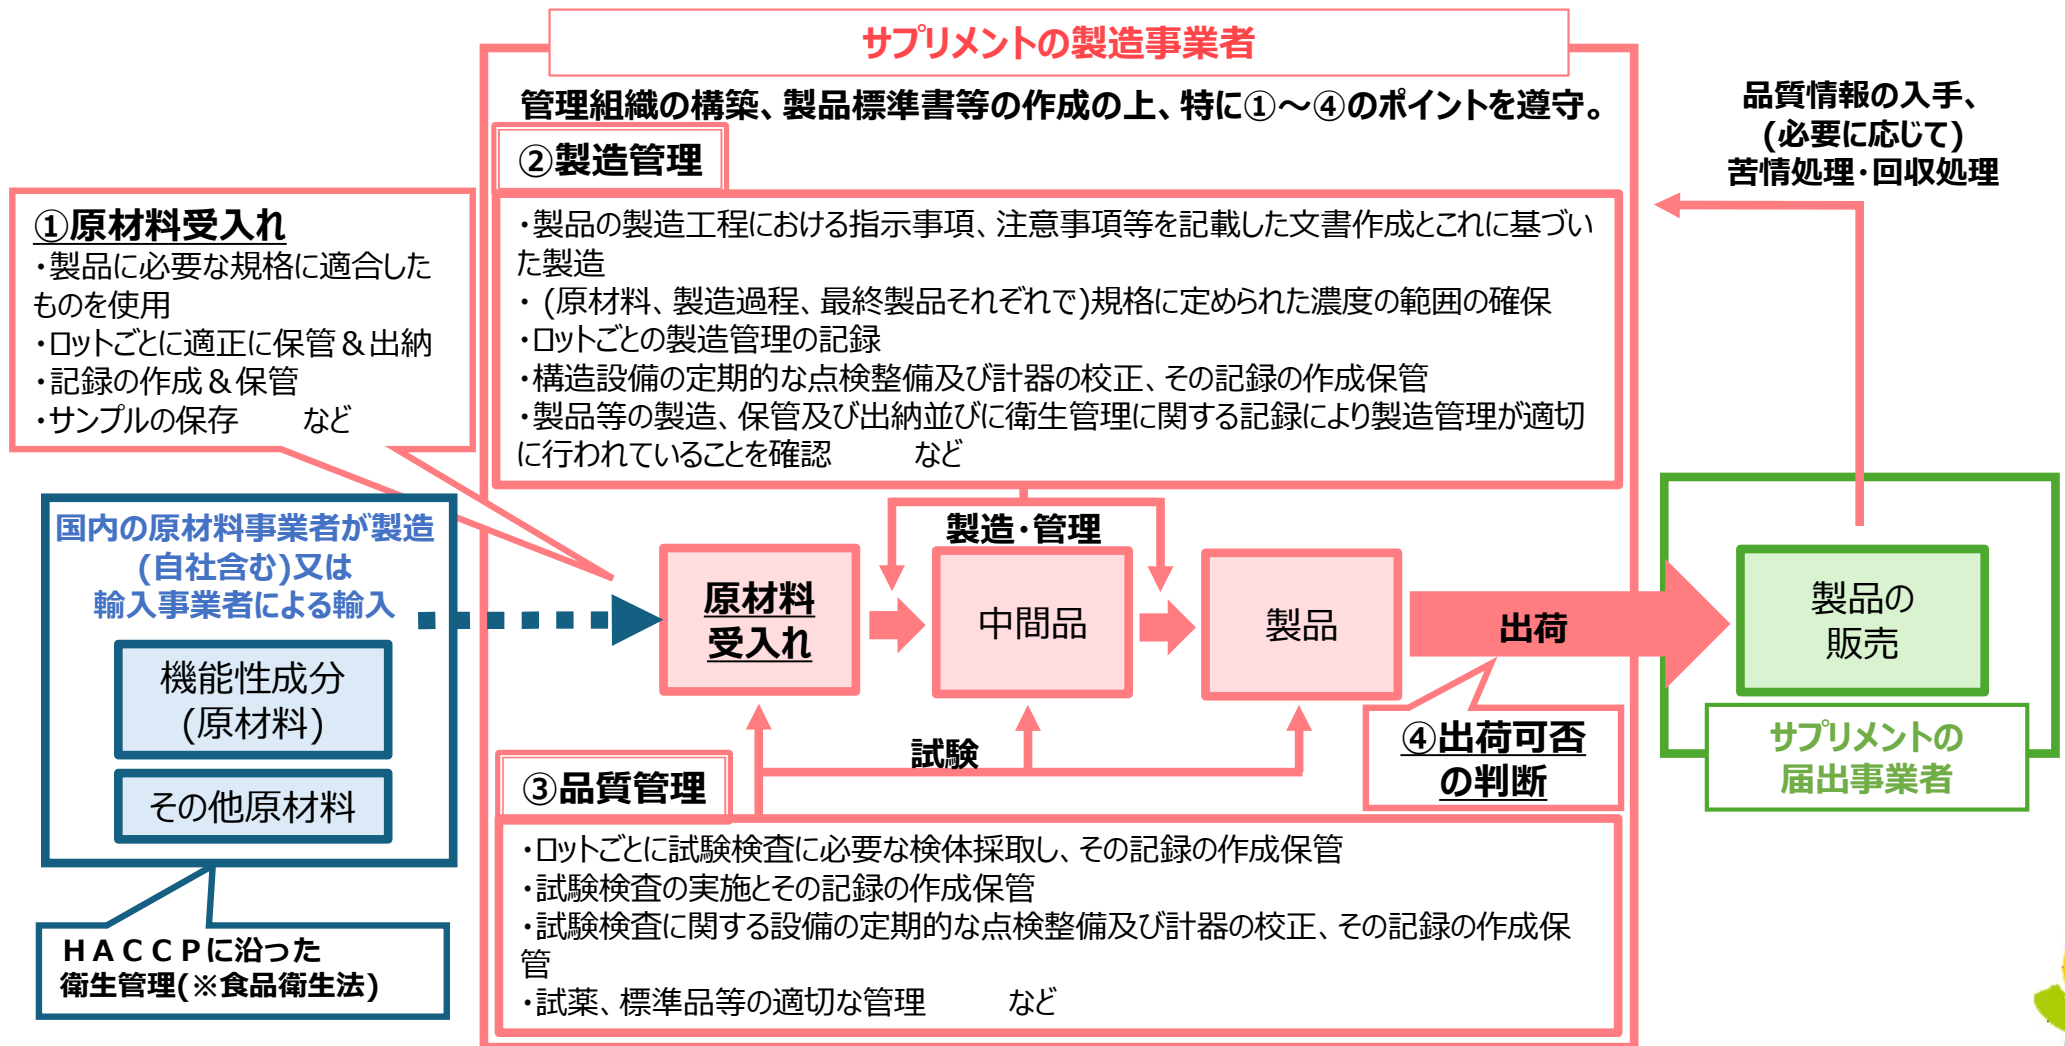 サプリメントの製造事業者
管理組織の構築、製品標準書等の作成の上、特に①～④のポイントを遵守。
②製造管理
・製品の製造工程における指示事項、注意事項等を記載した文書作成とこれに基づい
た製造
・ (原材料、製造過程、最終製品それぞれで)規格に定められた濃度の範囲の確保
・ロットごとの製造管理の記録
・構造設備の定期的な点検整備及び計器の校正、その記録の作成保管
・製品等の製造、保管及び出納並びに衛生管理に関する記録により製造管理が適切
に行われていることを確認　　　など
①原材料受入れ
・製品に必要な規格に適合した
ものを使用
・ロットごとに適正に保管＆出納
・記録の作成＆保管
・サンプルの保存　　など
品質情報の入手、
(必要に応じて)
苦情処理・回収処理
国内の原材料事業者が製造
(自社含む)又は
輸入事業者による輸入
機能性成分
(原材料)
その他原材料
ＨＡＣＣＰに沿った
衛生管理(※食品衛生法)
製造・管理
原材料
受入れ
中間品
製品
出荷
製品の
販売
サプリメントの
届出事業者
試験
④出荷可否
の判断
③品質管理
・ロットごとに試験検査に必要な検体採取し、その記録の作成保管
・試験検査の実施とその記録の作成保管
・試験検査に関する設備の定期的な点検整備及び計器の校正、その記録の作成保
管
・試薬、標準品等の適切な管理　　　など